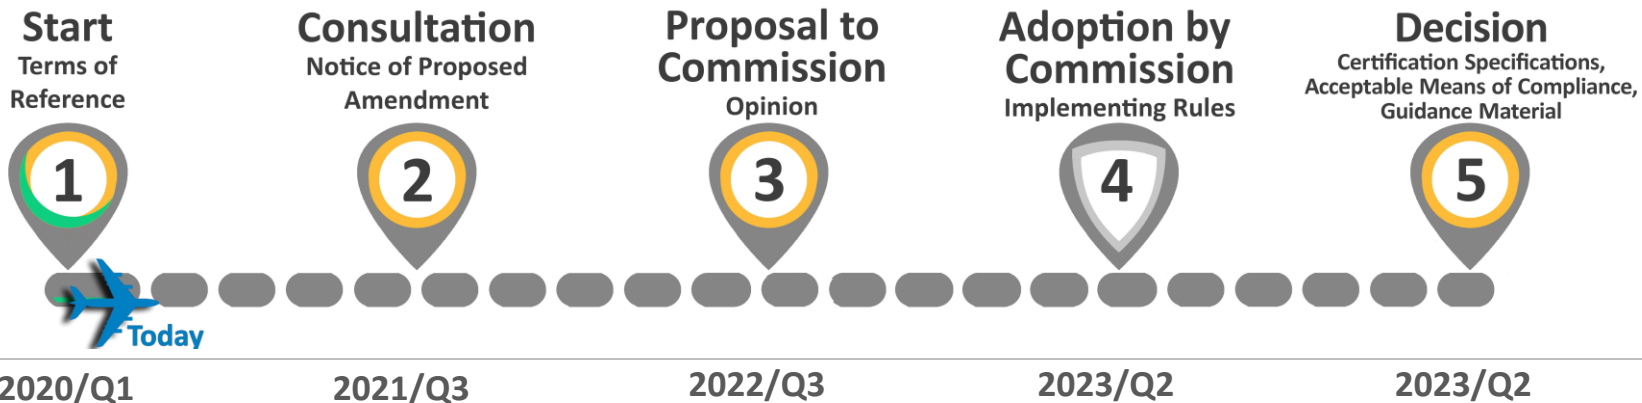 Start
Terms of
Reference
1
Consultation
Notice of Proposed
Amendment
2
Proposal to
Commission
Opinion
3
Adoption by
Commission
Implementing Rules
4
Decision
Certification Specifications,
Acceptable Means of Compliance,
Guidance Material
5
Today
2020/Q1
2021/Q3
2022/Q3
2023/Q2
2023/Q2